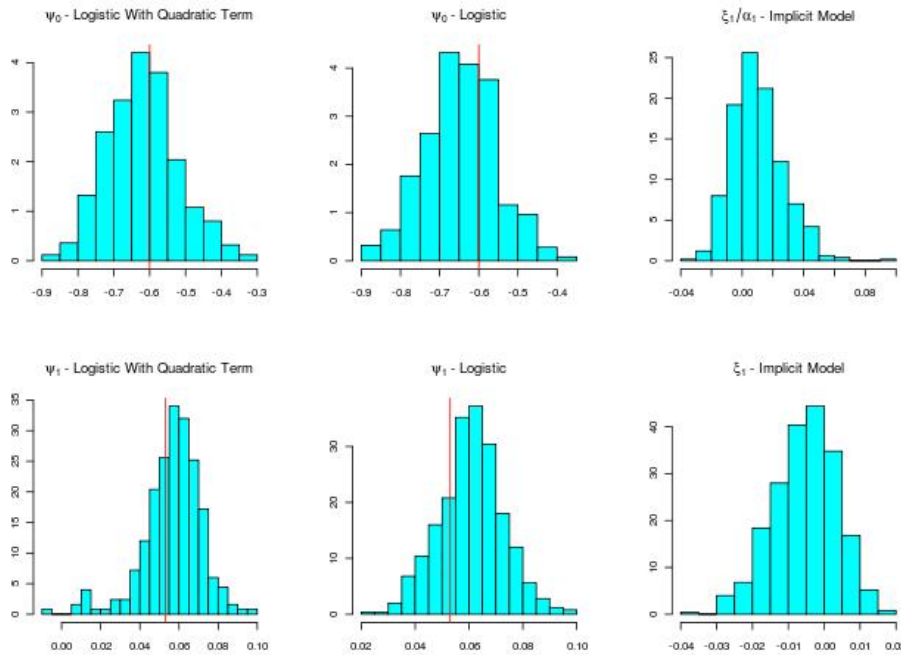 ψ₀ - Logistic With Quadratic Term
ψ₀ - Logistic
ξ₁/α₁ - Implicit Model
0 1 2 3 4
-0.9 -0.8 -0.7 -0.6 -0.5 -0.4 -0.3
0 1 2 3 4
-0.9 -0.8 -0.7 -0.6 -0.5 -0.4
0 5 10 15 20 25
-0.04 0.00 0.04 0.08
ψ₁ - Logistic With Quadratic Term
ψ₁ - Logistic
ξ₁ - Implicit Model
0 5 10 15 20 25 30 35
0.00 0.02 0.04 0.06 0.08 0.10
0 10 20 30
0.02 0.04 0.06 0.08 0.10
0 10 20 30 40
-0.04 -0.03 -0.02 -0.01 0.00 0.01